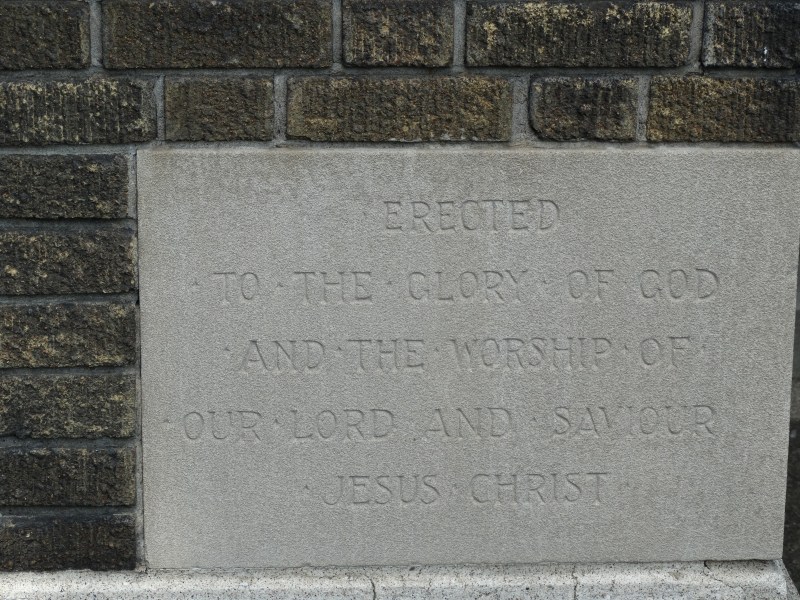 ERECTED
· TO · THE · GLORY · OF · GOD
· AND · THE · WORSHIP · OF ·
· OUR · LORD · AND · SAVIOUR
· JESUS · CHRIST ·